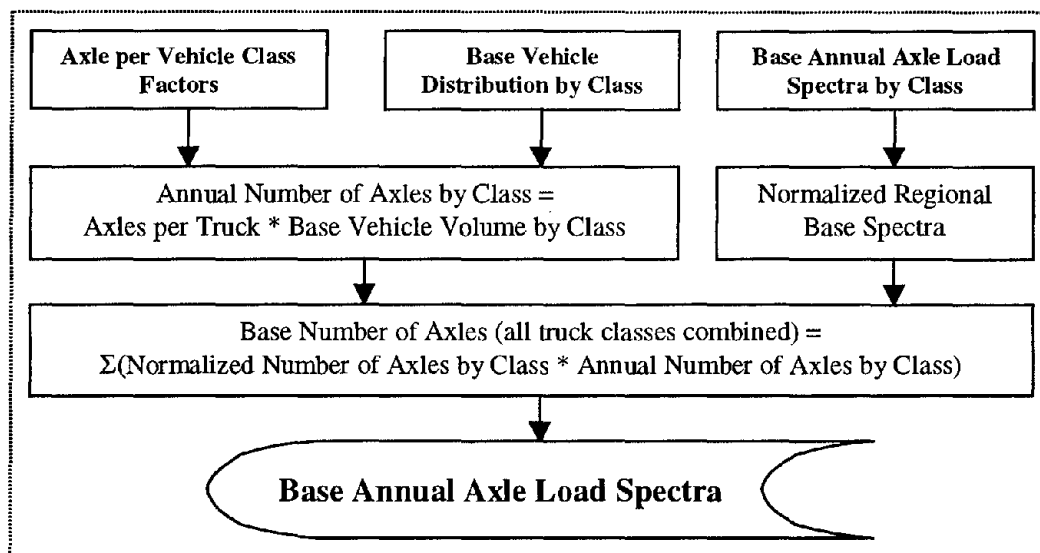 Axle per Vehicle Class
Factors
Base Vehicle
Distribution by Class
Base Annual Axle Load
Spectra by Class
Annual Number of Axles by Class =
Axles per Truck * Base Vehicle Volume by Class
Normalized Regional
Base Spectra
Base Number of Axles (all truck classes combined) =
Σ(Normalized Number of Axles by Class * Annual Number of Axles by Class)
Base Annual Axle Load Spectra